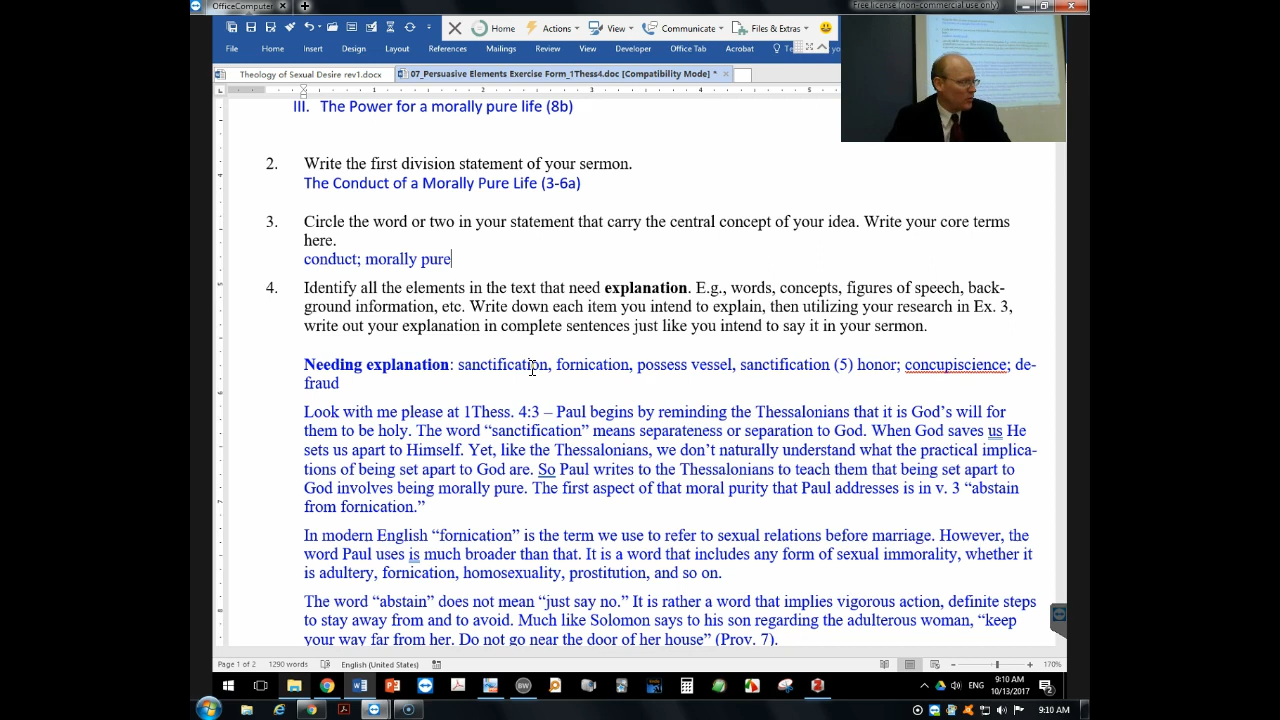 OfficeComputer
Free license (non-commercial use only)
Home Actions View Communicate Files & Extras
File Home Insert Design Layout References Mailings Review View Developer Office Tab Acrobat
Theology of Sexual Desire rev1.docx 07_Persuasive Elements Exercise Form_1Thess4.doc [Compatibility Mode] *
1 2 3 4 5
III. The Power for a morally pure life (8b)
2. Write the first division statement of your sermon.
The Conduct of a Morally Pure Life (3-6a)
3. Circle the word or two in your statement that carry the central concept of your idea. Write your core terms
here.
conduct; morally pure
4. Identify all the elements in the text that need explanation. E.g., words, concepts, figures of speech, back-
ground information, etc. Write down each item you intend to explain, then utilizing your research in Ex. 3,
write out your explanation in complete sentences just like you intend to say it in your sermon.
Needing explanation: sanctification, fornication, possess vessel, sanctification (5) honor; concupiscience; de-
fraud
Look with me please at 1Thess. 4:3 – Paul begins by reminding the Thessalonians that it is God’s will for
them to be holy. The word “sanctification” means separateness or separation to God. When God saves us He
sets us apart to Himself. Yet, like the Thessalonians, we don’t naturally understand what the practical implica-
tions of being set apart to God are. So Paul writes to the Thessalonians to teach them that being set apart to
God involves being morally pure. The first aspect of that moral purity that Paul addresses is in v. 3 “abstain
from fornication.”
In modern English “fornication” is the term we use to refer to sexual relations before marriage. However, the
word Paul uses is much broader than that. It is a word that includes any form of sexual immorality, whether it
is adultery, fornication, homosexuality, prostitution, and so on.
The word “abstain” does not mean “just say no.” It is rather a word that implies vigorous action, definite steps
to stay away from and to avoid. Much like Solomon says to his son regarding the adulterous woman, “keep
your way far from her. Do not go near the door of her house” (Prov. 7).
Page 1 of 2 1290 words English (United States) 170%
ENG 9:10 AM
10/13/2017
9:10 AM